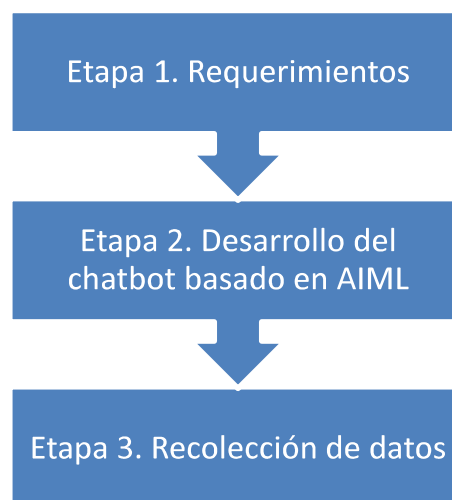 Etapa 1. Requerimientos
Etapa 2. Desarrollo del
chatbot basado en AIML
Etapa 3. Recolección de datos